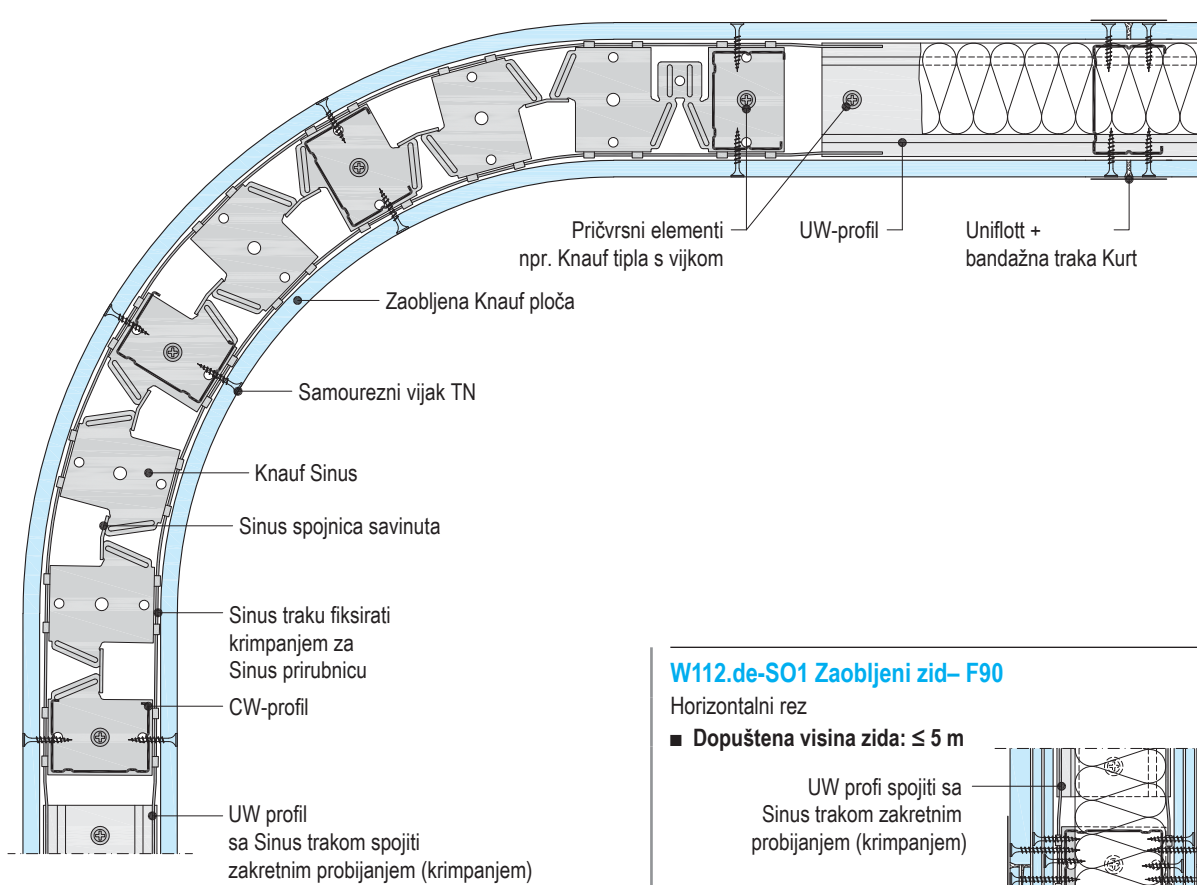 Pričvrsni elementi
npr. Knauf tipla s vijkom
UW-profil
Uniflott +
bandažna traka Kurt
Zaobljena Knauf ploča
Samourezni vijak TN
Knauf Sinus
Sinus spojnica savinuta
Sinus traku fiksirati
krimpanjem za
Sinus prirubnicu
CW-profil
UW profil
sa Sinus trakom spojiti
zakretnim probijanjem (krimpanjem)
W112.de-SO1 Zaobljeni zid– F90
Horizontalni rez
■ Dopuštena visina zida: ≤ 5 m
UW profi spojiti sa
Sinus trakom zakretnim
probijanjem (krimpanjem)